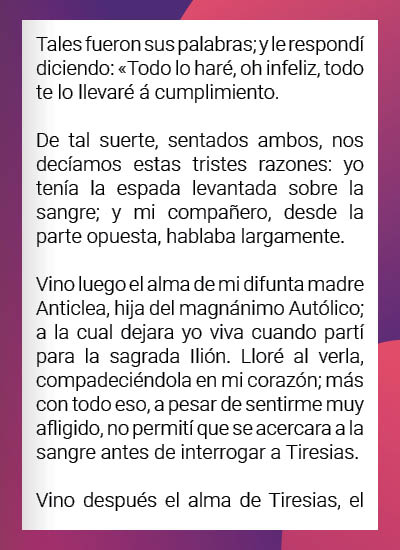 Tales fueron sus palabras; y le respondí
diciendo: «Todo lo haré, oh infeliz, todo
te lo llevaré á cumplimiento.
De tal suerte, sentados ambos, nos
decíamos estas tristes razones: yo
tenía la espada levantada sobre la
sangre; y mi compañero, desde la
parte opuesta, hablaba largamente.
Vino luego el alma de mi difunta madre
Anticlea, hija del magnánimo Autólico;
a la cual dejara yo viva cuando partí
para la sagrada Ilión. Lloré al verla,
compadeciéndola en mi corazón; más
con todo eso, a pesar de sentirme muy
afligido, no permití que se acercara a la
sangre antes de interrogar a Tiresias.
Vino después el alma de Tiresias, el